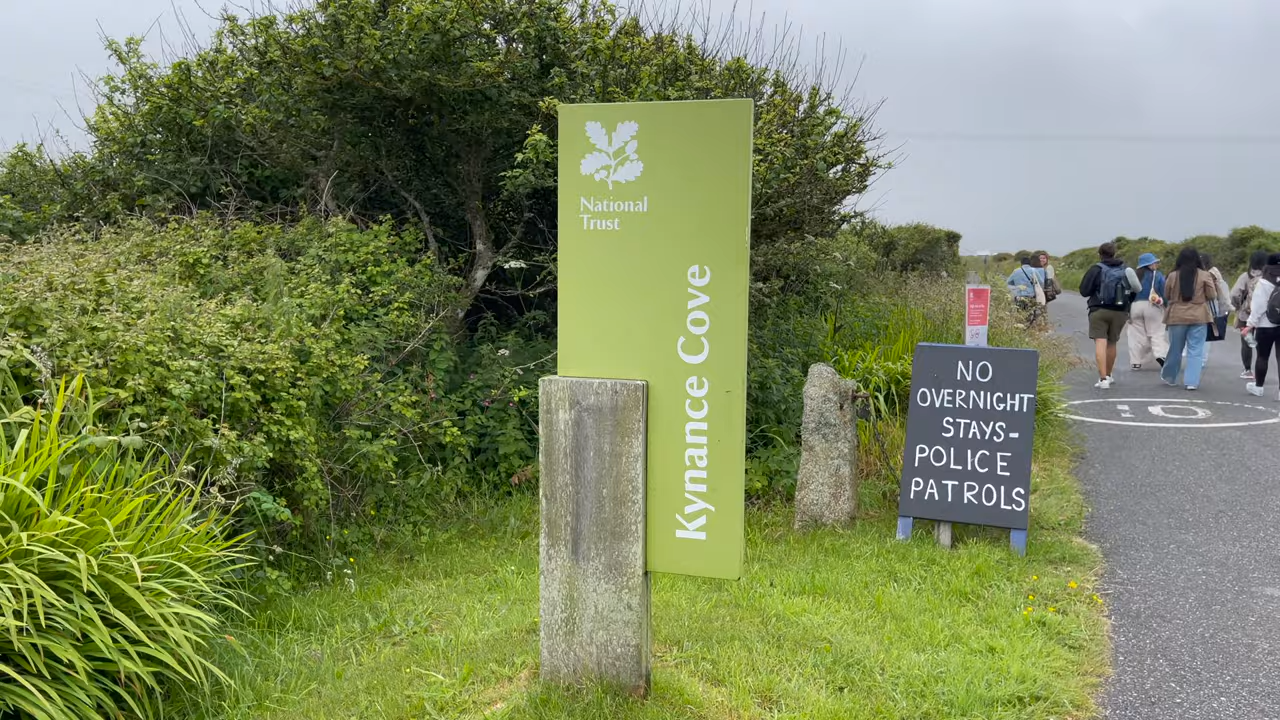 National
Trust
Kynance Cove
NO
OVERNIGHT
STAYS-
POLICE
PATROLS
10